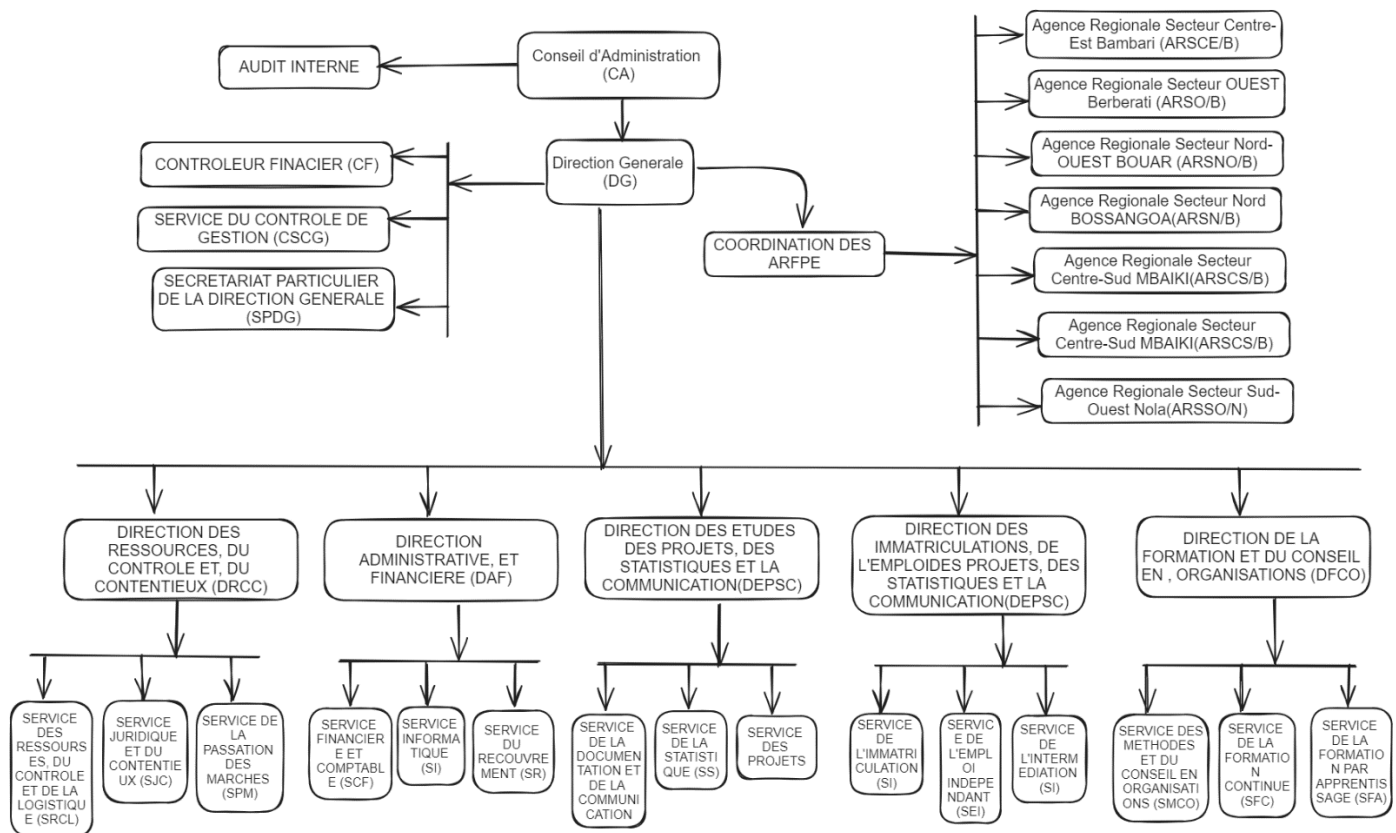 AUDIT INTERNE
Conseil d'Administration
(CA)
CONTROLEUR FINACIER (CF)
SERVICE DU CONTROLE DE
GESTION (CSCG)
SECRETARIAT PARTICULIER
DE LA DIRECTION GENERALE
(SPDG)
Direction Generale
(DG)
COORDINATION DES
ARFPE
Agence Regionale Secteur Centre-
Est Bambari (ARSCE/B)
Agence Regionale Secteur OUEST
Berberati (ARSO/B)
Agence Regionale Secteur Nord-
OUEST BOUAR (ARSNO/B)
Agence Regionale Secteur Nord
BOSSANGOA(ARSN/B)
Agence Regionale Secteur
Centre-Sud MBAIKI(ARSCS/B)
Agence Regionale Secteur
Centre-Sud MBAIKI(ARSCS/B)
Agence Regionale Secteur Sud-
Ouest Nola(ARSSO/N)
DIRECTION DES
RESSOURCES, DU
CONTROLE ET, DU
CONTENTIEUX (DRCC)
DIRECTION
ADMINISTRATIVE, ET
FINANCIERE (DAF)
DIRECTION DES ETUDES
DES PROJETS, DES
STATISTIQUES ET LA
COMMUNICATION(DEPSC)
DIRECTION DES
IMMATRICULATIONS, DE
L'EMPLOIDES PROJETS, DES
STATISTIQUES ET LA
COMMUNICATION(DEPSC)
DIRECTION DE LA
FORMATION ET DU CONSEIL
EN , ORGANISATIONS (DFCO)
SERVICE
DES
RESSOURS
ES, DU
CONTROLE
ET DE LA
LOGISTIQU
E (SRCL)
SERVICE
JURIDIQUE
ET DU
CONTENTIE
UX (SJC)
SERVICE DE
LA
PASSATION
DES
MARCHES
(SPM)
SERVICE
FINANCIER
E ET
COMPTABL
E (SCF)
SERVICE
INFORMA
TIQUE
(SI)
SERVICE
DU
RECOUVRE
MENT (SR)
SERVICE
DE LA
DOCUMEN
TATION ET
DE LA
COMMUNI
CATION
SERVICE
DE LA
STATISTI
QUE (SS)
SERVICE
DES
PROJETS
SERVICE
DE
L'IMMATRI
CULATION
(SI)
SERVIC
E DE
L'EMPL
OI
INDEPE
NDANT
(SEI)
SERVICE
DE
L'INTERM
EDIATION
(SI)
SERVICE DES
METHODES
ET DU
CONSEIL EN
ORGANISATI
ONS (SMCO)
SERVICE
DE LA
FORMATIO
N
CONTINUE
(SFC)
SERVICE
DE LA
FORMATIO
N PAR
APPRENTIS
SAGE (SFA)